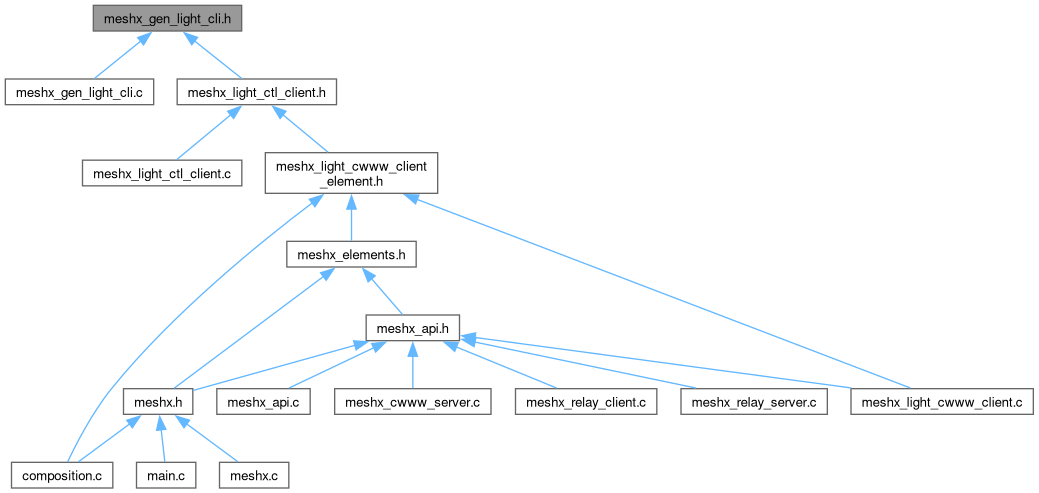 meshx_gen_light_cli.h
meshx_gen_light_cli.c
meshx_light_ctl_client.h
meshx_light_ctl_client.c
meshx_light_cwww_client
_element.h
meshx_elements.h
meshx_api.h
meshx.h
meshx_api.c
meshx_cwww_server.c
meshx_relay_client.c
meshx_relay_server.c
meshx_light_cwww_client.c
composition.c
main.c
meshx.c